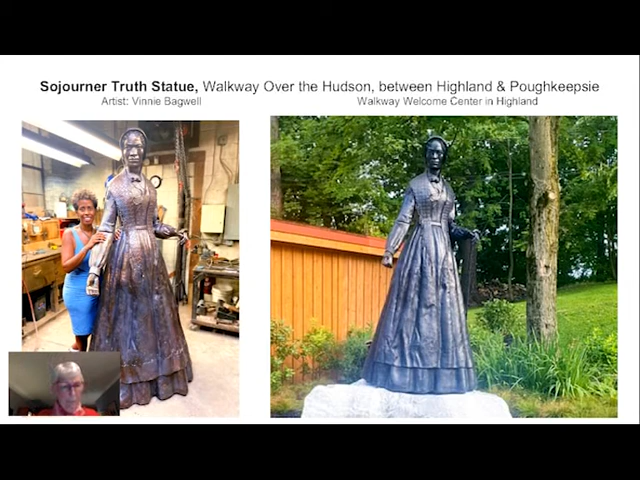 Sojourner Truth Statue, Walkway Over the Hudson, between Highland & Poughkeepsie
Artist: Vinnie Bagwell
Walkway Welcome Center in Highland